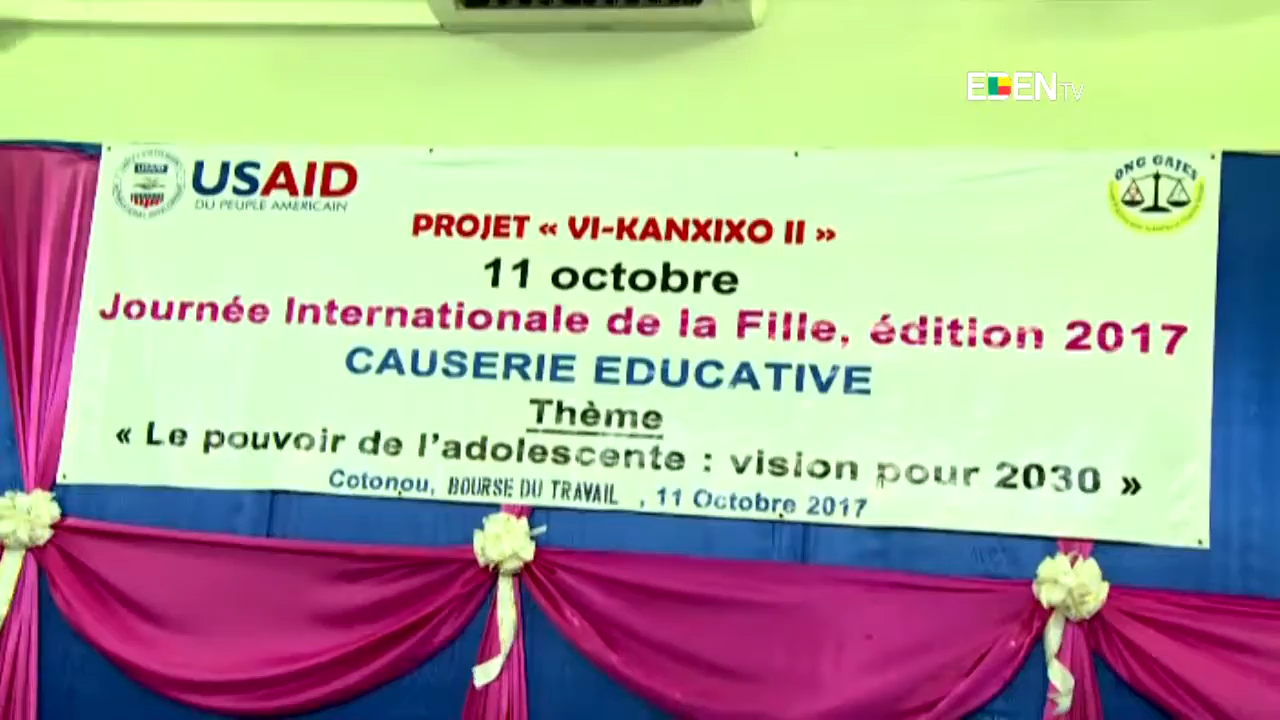 EDEN TV
USAID
DU PEUPLE AMERICAIN
ONG GAJES
PROJET « VI-KANXIXO II »
11 octobre
Journée Internationale de la Fille, édition 2017
CAUSERIE EDUCATIVE
Thème
« Le pouvoir de l'adolescente : vision pour 2030 »
Cotonou, BOURSE DU TRAVAIL , 11 Octobre 2017